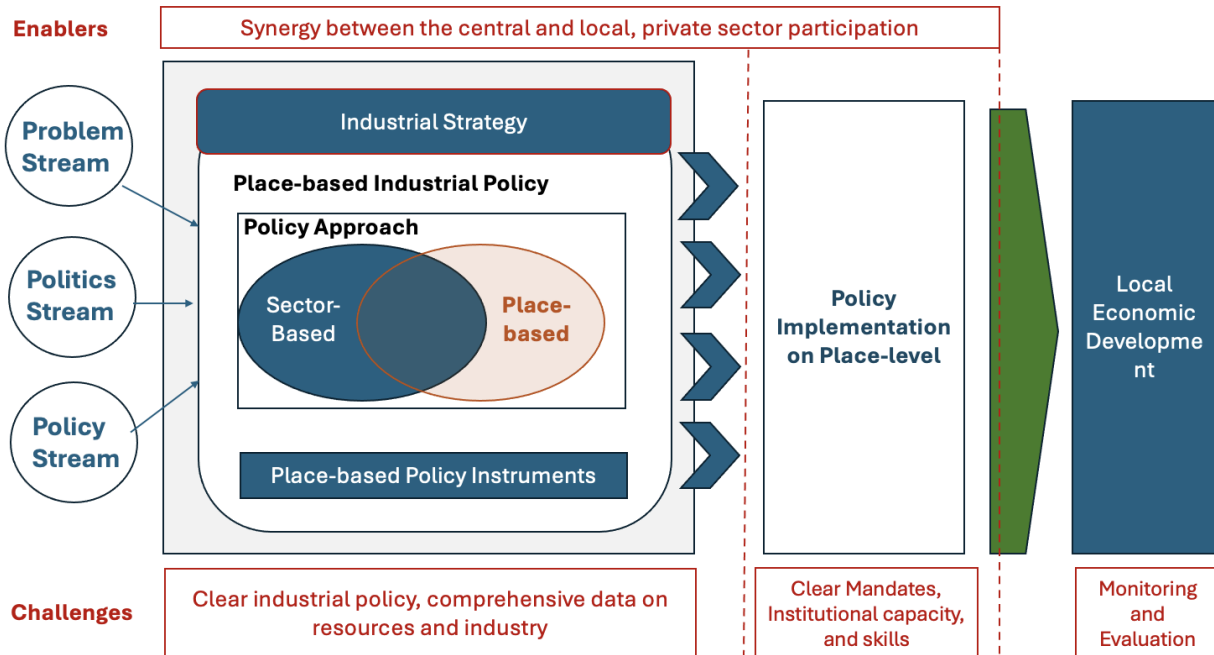 Enablers
Synergy between the central and local, private sector participation
Problem
Stream
Politics
Stream
Policy
Stream
Industrial Strategy
Place-based Industrial Policy
Policy Approach
Sector-
Based
Place-
based
Place-based Policy Instruments
Policy
Implementation
on Place-level
Local
Economic
Developme
nt
Challenges
Clear industrial policy, comprehensive data on
resources and industry
Clear Mandates,
Institutional capacity,
and skills
Monitoring
and
Evaluation